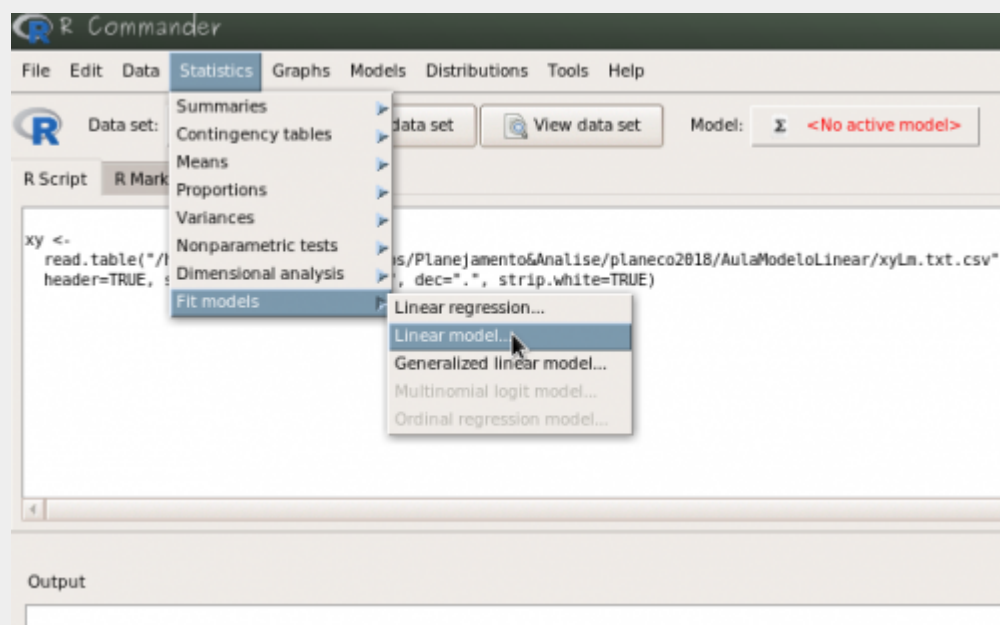 R Commander
File Edit Data Statistics Graphs Models Distributions Tools Help
Data set: data set View data set Model: Σ <No active model>
R Script R Mark
Summaries
Contingency tables
Means
Proportions
Variances
Nonparametric tests
Dimensional analysis
Fit models
Linear regression...
Linear model...
Generalized linear model...
Multinomial logit model...
Ordinal regression model...
xy <-
read.table("/ s/Planejamento&Analise/planeco2018/AulaModeloLinear/xyLm.txt.csv"
header=TRUE, ", dec=".", strip.white=TRUE)
Output